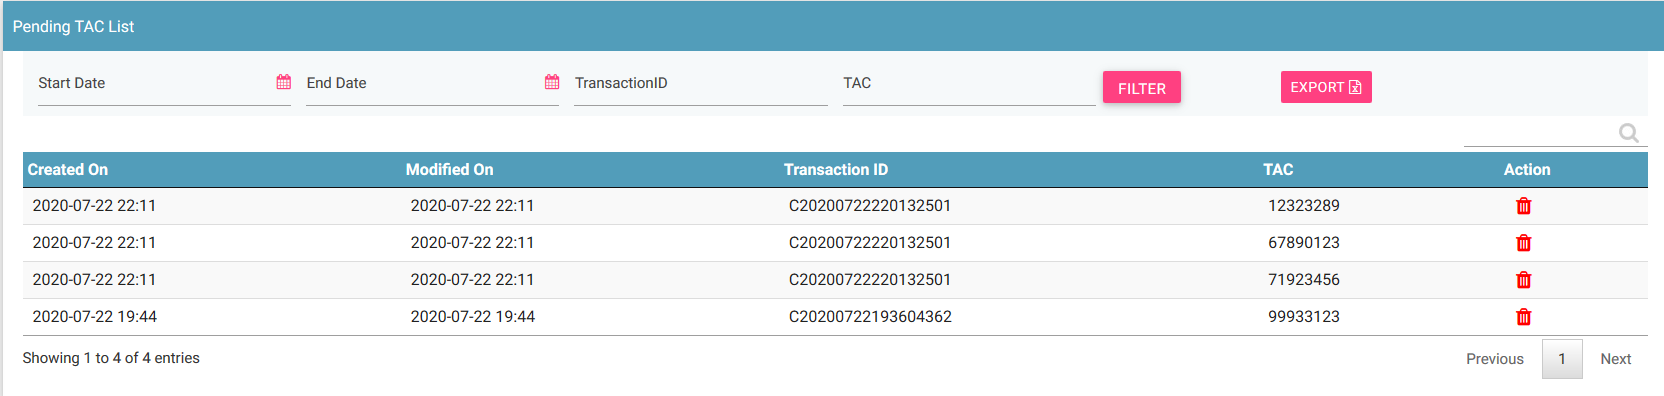 Pending TAC List
Start Date End Date TransactionID TAC FILTER EXPORT
Created On Modified On Transaction ID TAC Action
2020-07-22 22:11 2020-07-22 22:11 C20200722220132501 12323289
2020-07-22 22:11 2020-07-22 22:11 C20200722220132501 67890123
2020-07-22 22:11 2020-07-22 22:11 C20200722220132501 71923456
2020-07-22 19:44 2020-07-22 19:44 C20200722193604362 99933123
Showing 1 to 4 of 4 entries Previous 1 Next